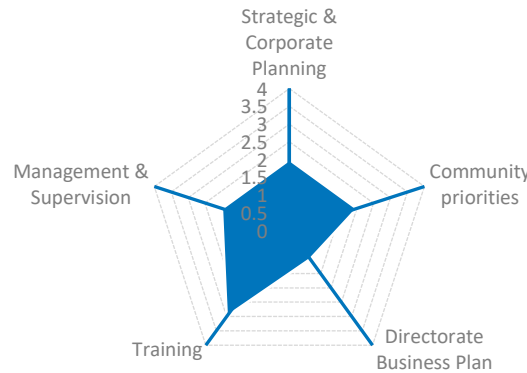 Strategic &
Corporate
Planning
4
3.5
3
2.5
2
1.5
1
0.5
0
Management &
Supervision
Community
priorities
Training
Directorate
Business Plan